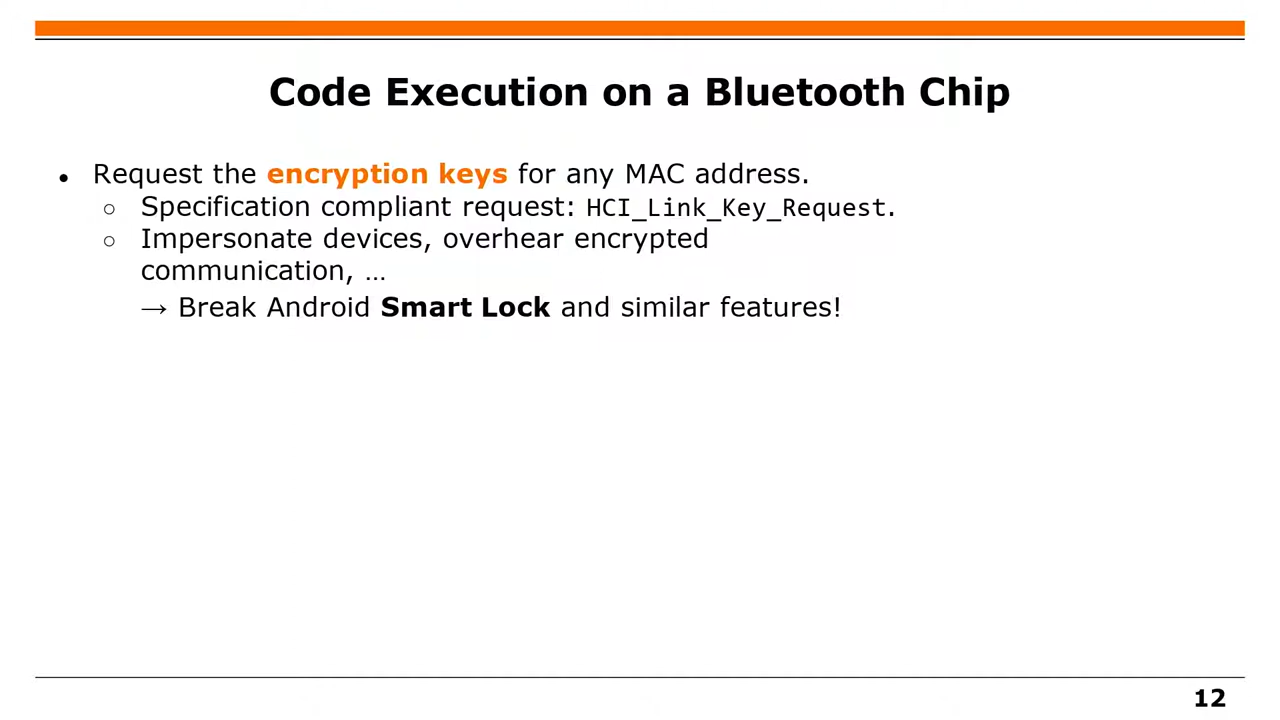 Code Execution on a Bluetooth Chip
● Request the encryption keys for any MAC address.
○ Specification compliant request: HCI_Link_Key_Request.
○ Impersonate devices, overhear encrypted
communication, …
→ Break Android Smart Lock and similar features!
12